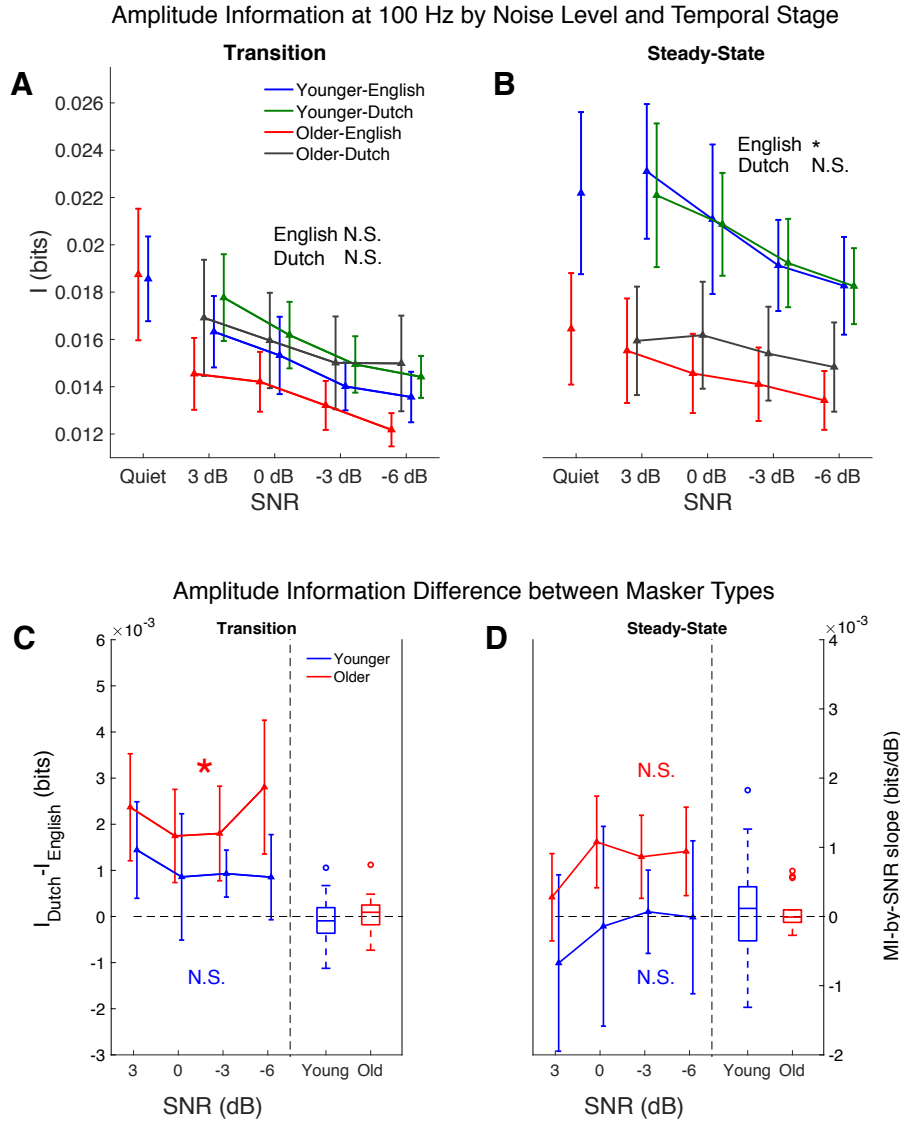 Amplitude Information at 100 Hz by Noise Level and Temporal Stage
Transition
Steady-State
A
B
Younger-English
Younger-Dutch
Older-English
Older-Dutch
English *
Dutch N.S.
English N.S.
Dutch N.S.
I (bits)
0.026
0.024
0.022
0.02
0.018
0.016
0.014
0.012
Quiet 3 dB 0 dB -3 dB -6 dB
SNR
Quiet 3 dB 0 dB -3 dB -6 dB
SNR
Amplitude Information Difference between Masker Types
C
D
Transition
Steady-State
×10⁻³
×10⁻³
Younger
Older
I_Dutch-I_English (bits)
6
5
4
3
2
1
0
-1
-2
-3
*
N.S.
N.S.
N.S.
4
3
2
1
0
-1
-2
MI-by-SNR slope (bits/dB)
3 0 -3 -6 Young Old
SNR (dB)
3 0 -3 -6 Young Old
SNR (dB)